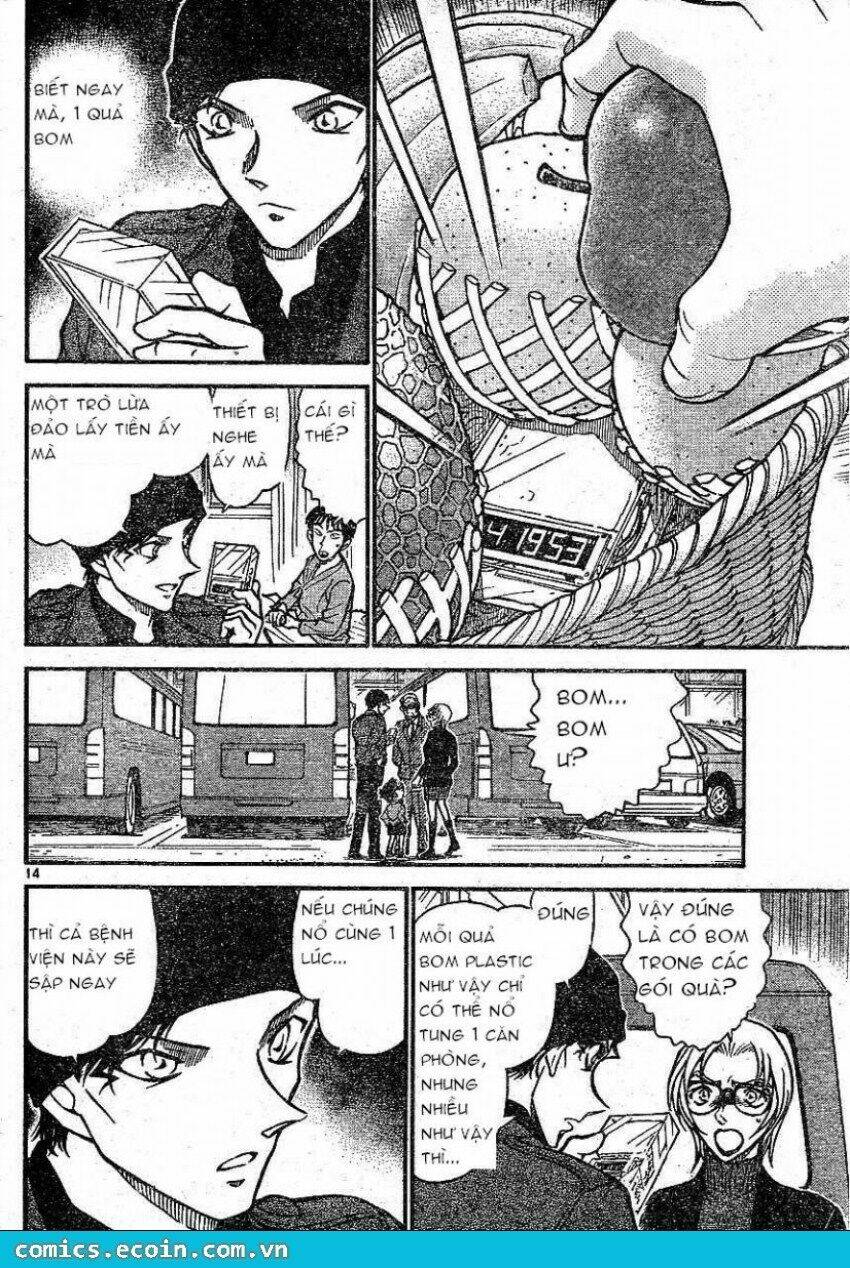 41953
BIẾT NGAY
MÀ, 1 QUẢ
BOM
CÁI GÌ
THẾ?
THIẾT BỊ
NGHE
ẤY MÀ
MỘT TRÒ LỪA
ĐẢO LẤY TIỀN ẤY
MÀ
BOM...
BOM
Ư?
14
VẬY ĐÚNG
LÀ CÓ BOM
TRONG CÁC
GÓI QUÀ?
ĐÚNG
MỖI QUẢ
BOM PLASTIC
NHƯ VẬY CHỈ
CÓ THỂ NỔ
TUNG 1 CĂN
PHÒNG,
NHƯNG
NHIỀU
NHƯ VẬY
THÌ...
NẾU CHÚNG
NỔ CÙNG 1
LÚC...
THÌ CẢ BỆNH
VIỆN NÀY SẼ
SẬP NGAY
comics.ecoin.com.vn